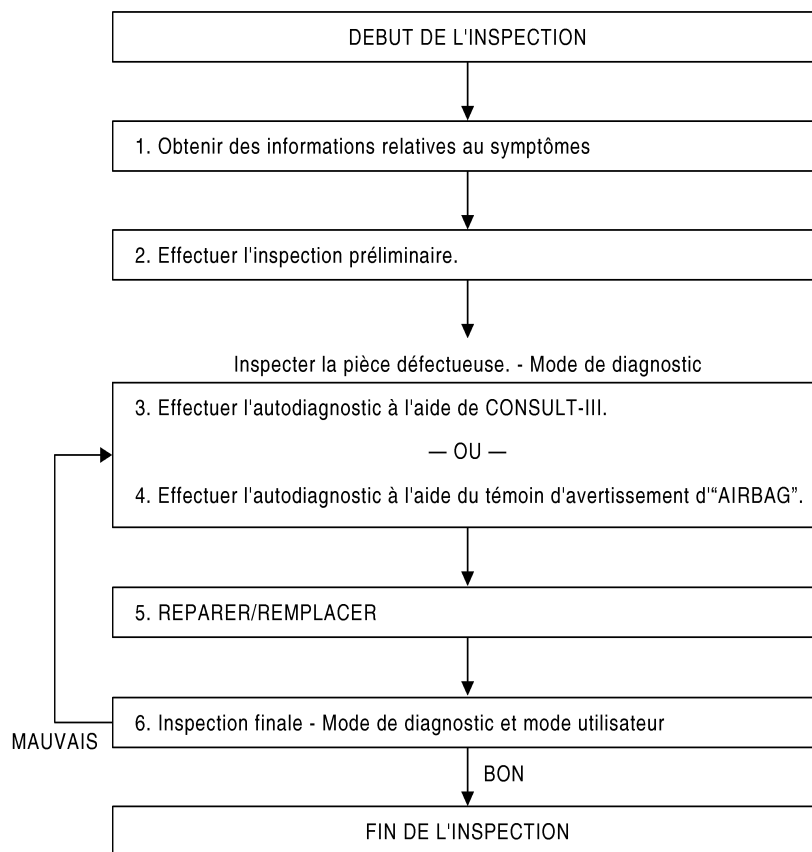 DEBUT DE L'INSPECTION
1. Obtenir des informations relatives au symptômes
2. Effectuer l'inspection préliminaire.
Inspecter la pièce défectueuse. - Mode de diagnostic
3. Effectuer l'autodiagnostic à l'aide de CONSULT-III.
— OU —
4. Effectuer l'autodiagnostic à l'aide du témoin d'avertissement d'“AIRBAG”.
5. REPARER/REMPLACER
6. Inspection finale - Mode de diagnostic et mode utilisateur
MAUVAIS
BON
FIN DE L'INSPECTION